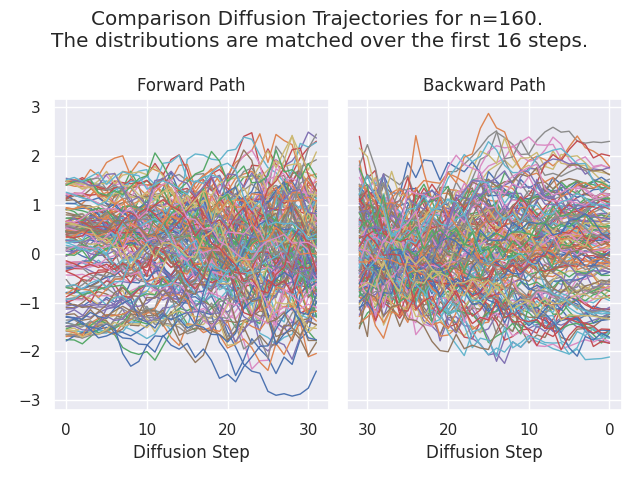 Comparison Diffusion Trajectories for n=160.
The distributions are matched over the first 16 steps.
Forward Path
Backward Path
3
2
1
0
−1
−2
−3
0 10 20 30
30 20 10 0
Diffusion Step
Diffusion Step